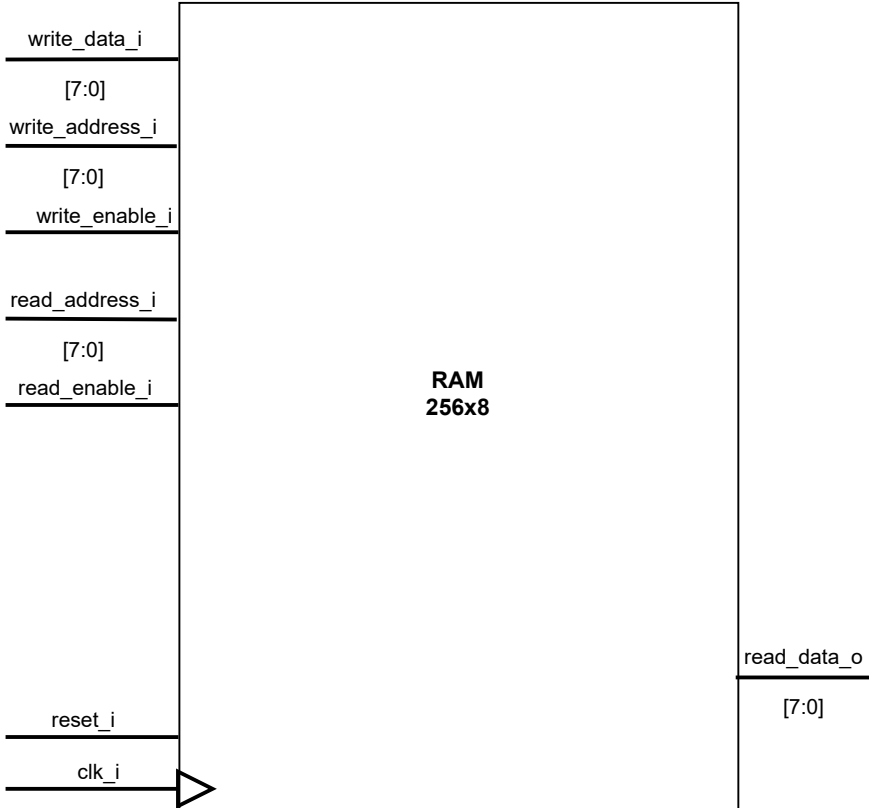 write_data_i
[7:0]
write_address_i
[7:0]
write_enable_i
read_address_i
[7:0]
read_enable_i
RAM
256x8
read_data_o
[7:0]
reset_i
clk_i